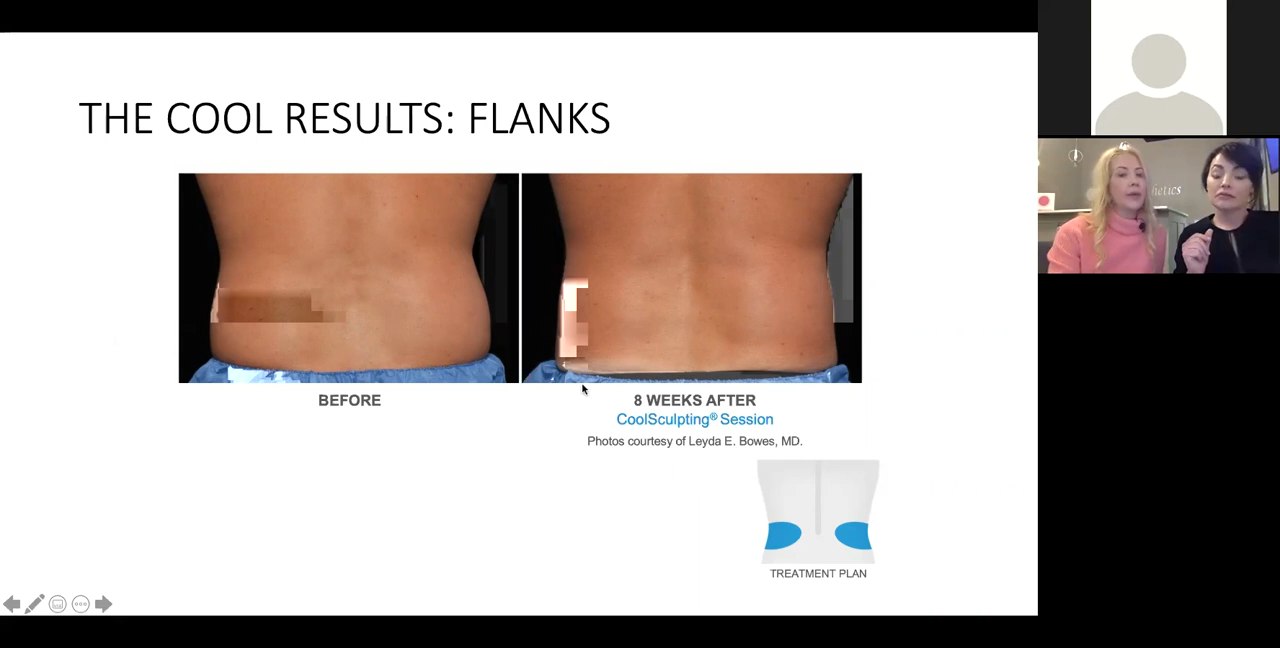 THE COOL RESULTS: FLANKS
BEFORE
8 WEEKS AFTER
CoolSculpting® Session
Photos courtesy of Leyda E. Bowes, MD.
TREATMENT PLAN